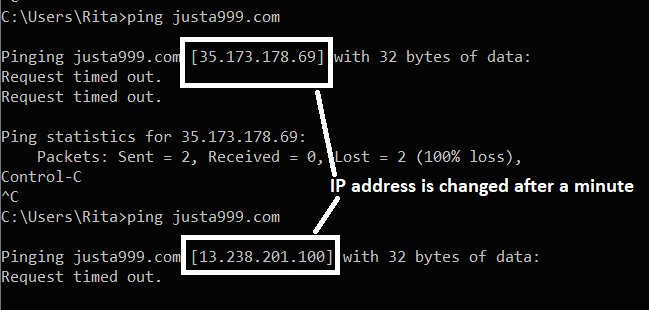 C:\Users\Rita>ping justa999.com
Pinging justa999.com [35.173.178.69] with 32 bytes of data:
Request timed out.
Request timed out.
Ping statistics for 35.173.178.69:
Packets: Sent = 2, Received = 0, Lost = 2 (100% loss),
Control-C
IP address is changed after a minute
^C
C:\Users\Rita>ping justa999.com
Pinging justa999.com [13.238.201.100] with 32 bytes of data:
Request timed out.